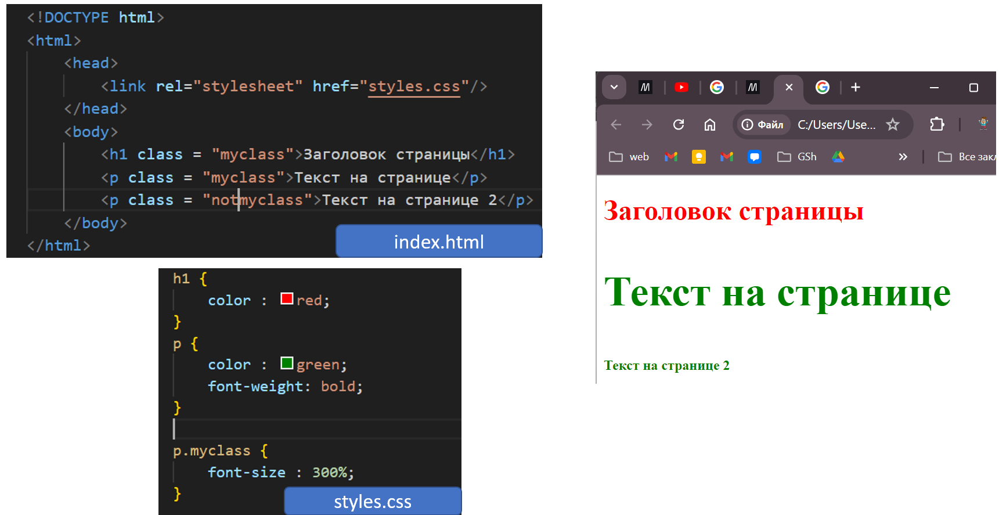 <!DOCTYPE html>
<html>
<head>
<link rel="stylesheet" href="styles.css"/>
</head>
<body>
<h1 class = "myclass">Заголовок страницы</h1>
<p class = "myclass">Текст на странице</p>
<p class = "notmyclass">Текст на странице 2</p>
</body>
</html>
index.html
h1 {
color : red;
}
p {
color : green;
font-weight: bold;
}
p.myclass {
font-size : 300%;
}
styles.css
Файл C:/Users/Use...
web GSh Все закл
Заголовок страницы
Текст на странице
Текст на странице 2